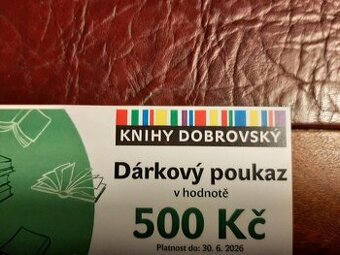 KNIHY DOBROVSKÝ
Dárkový poukaz
v hodnotě
500 Kč
Platnost do: 30. 6. 2026